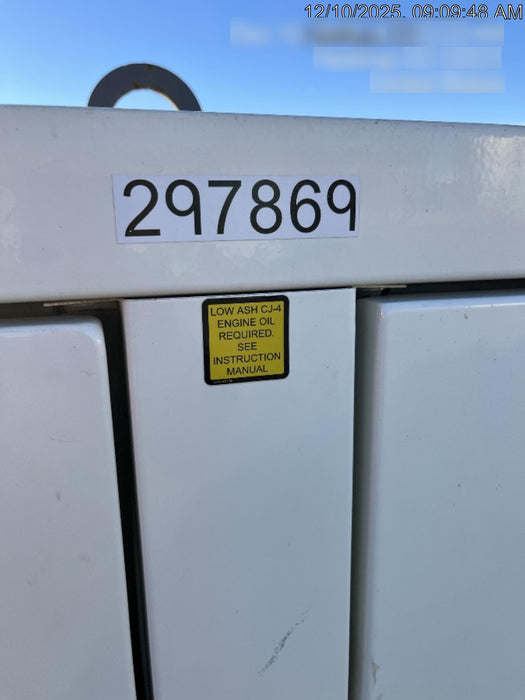 12/10/2025, 09:09:48 AM
297869
LOW ASH CJ-4
ENGINE OIL
REQUIRED.
SEE
INSTRUCTION
MANUAL